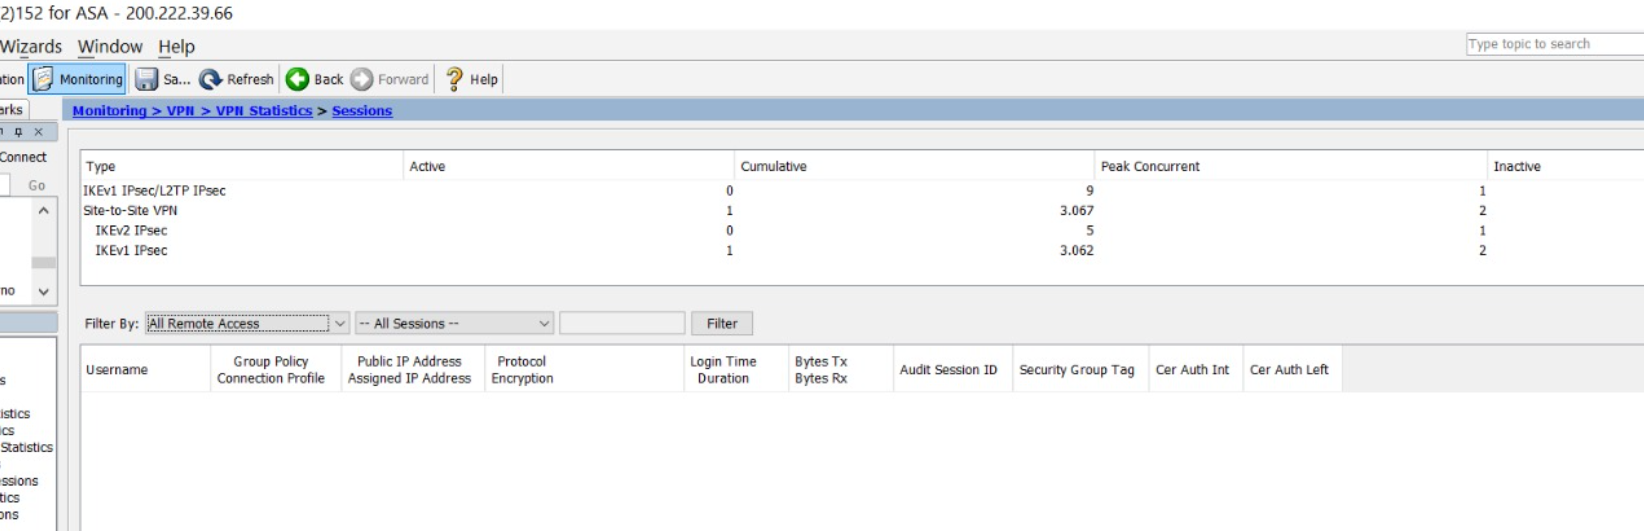 (2)152 for ASA - 200.222.39.66
Wizards Window Help
Type topic to search
Monitoring Sa... Refresh Back Forward Help
Monitoring > VPN > VPN Statistics > Sessions
Connect
Go
Type Active Cumulative Peak Concurrent Inactive
IKEv1 IPsec/L2TP IPsec 0 9 1
Site-to-Site VPN 1 3.067 2
IKEv2 IPsec 0 5 1
IKEv1 IPsec 1 3.062 2
no
Filter By: All Remote Access -- All Sessions -- Filter
Username
Group Policy
Connection Profile
Public IP Address
Assigned IP Address
Protocol
Encryption
Login Time
Duration
Bytes Tx
Bytes Rx
Audit Session ID
Security Group Tag
Cer Auth Int
Cer Auth Left
istics
ics
Statistics
essions
tics
ons